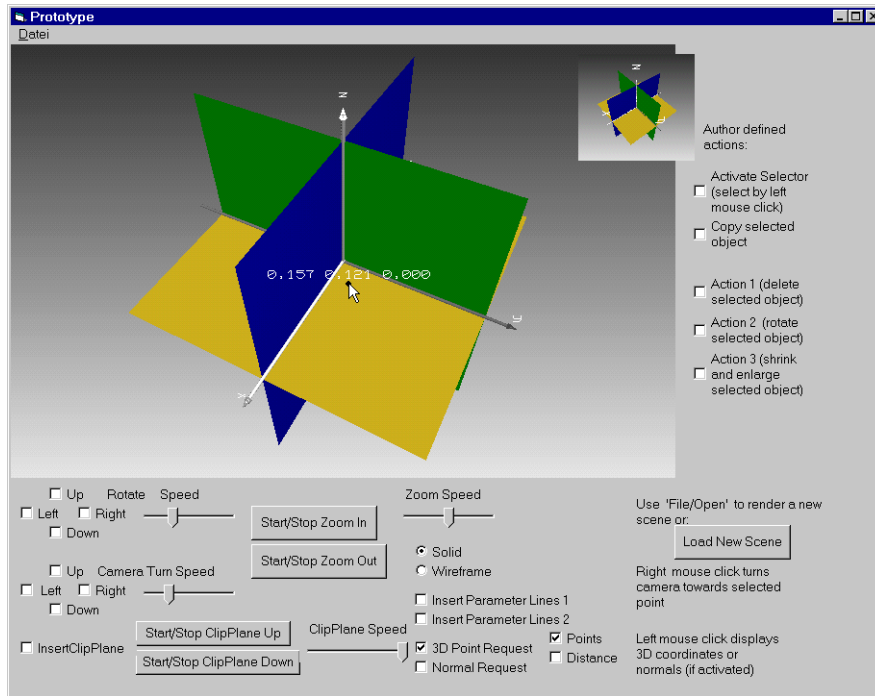 Prototype
Datei
Z
X
y
0.157 0.121 0.000
Author defined
actions:
Activate Selector
(select by left
mouse click)
Copy selected
object
Action 1 (delete
selected object)
Action 2 (rotate
selected object)
Action 3 (shrink
and enlarge
selected object)
Up Rotate Speed
Left Right
Down
Start/Stop Zoom In
Start/Stop Zoom Out
Up Camera Turn Speed
Left Right
Down
InsertClipPlane
Start/Stop ClipPlane Up
Start/Stop ClipPlane Down
ClipPlane Speed
Zoom Speed
Solid
Wireframe
Insert Parameter Lines 1
Insert Parameter Lines 2
3D Point Request
Normal Request
Points
Distance
Use 'File/Open' to render a new
scene or:
Load New Scene
Right mouse click turns
camera towards selected
point
Left mouse click displays
3D coordinates or
normals (if activated)